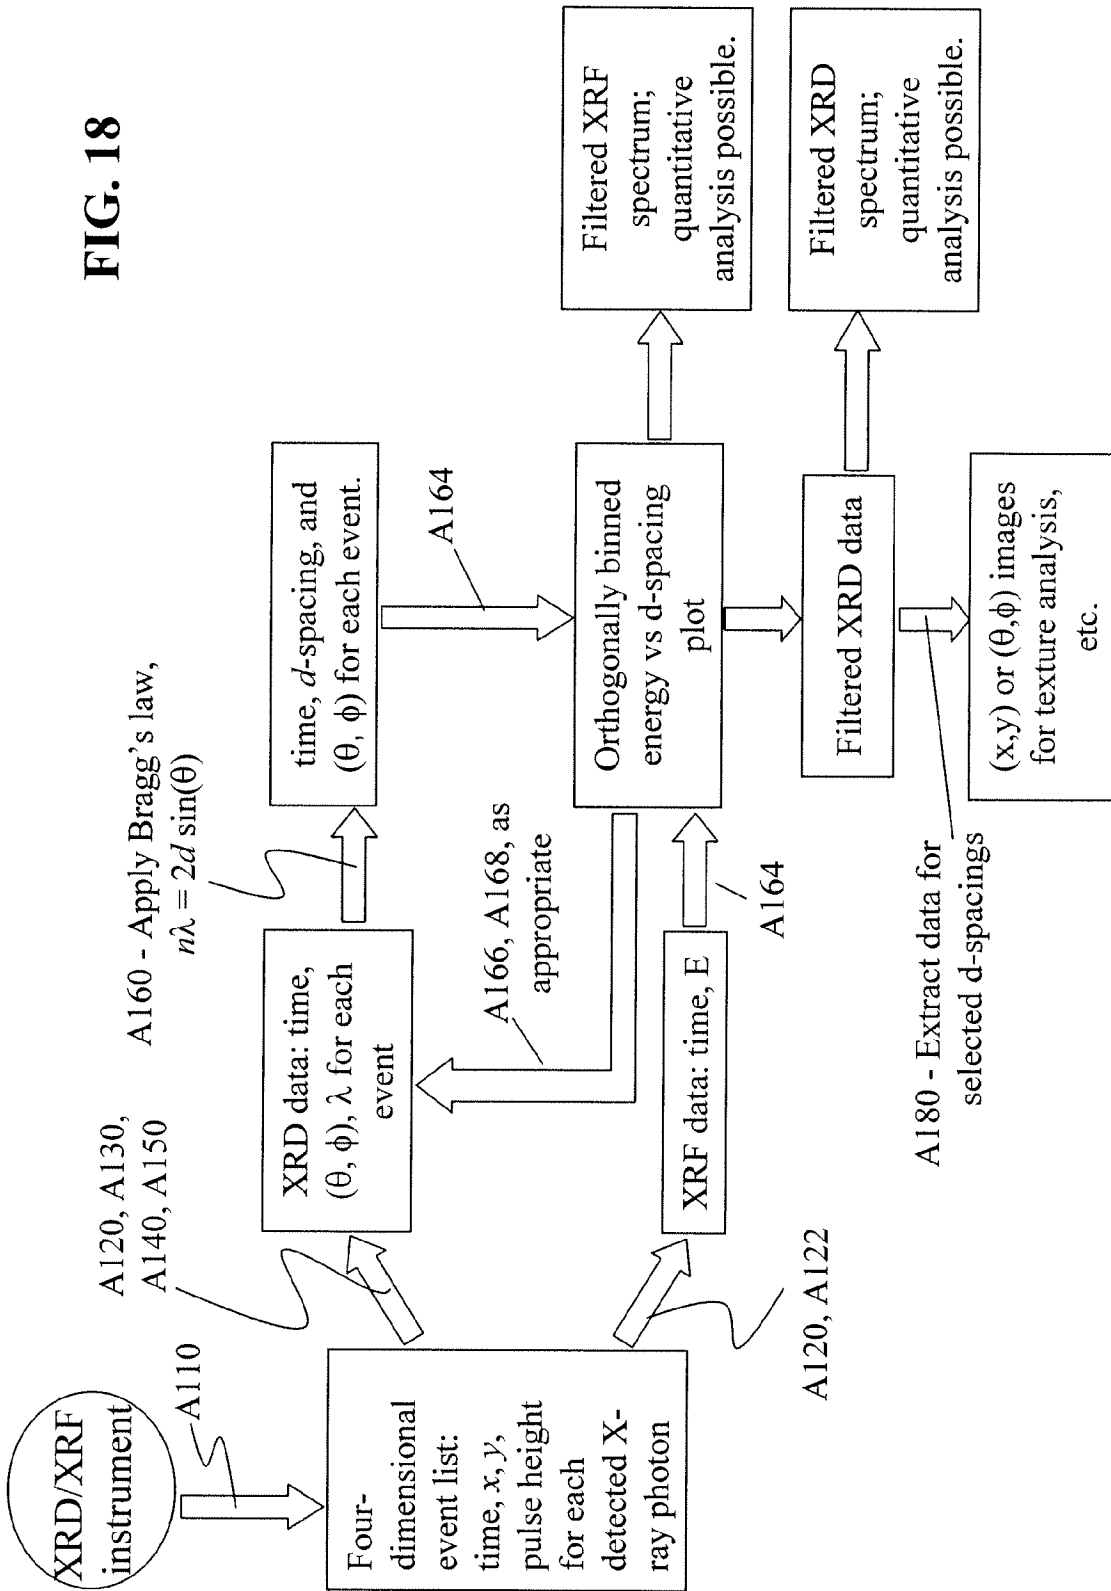 FIG. 18
XRD/XRF
instrument
A110
Four-
dimensional
event list:
time, x, y,
pulse height
for each
detected X-
ray photon
A120, A130,
A140, A150
XRD data: time,
(θ, ϕ), λ for each
event
A160 - Apply Bragg's law,
nλ = 2d sin(θ)
time, d-spacing, and
(θ, ϕ) for each event.
A164
A166, A168, as
appropriate
A120, A122
XRF data: time, E
A164
Orthogonally binned
energy vs d-spacing
plot
Filtered XRF
spectrum;
quantitative
analysis possible.
Filtered XRD data
Filtered XRD
spectrum;
quantitative
analysis possible.
A180 - Extract data for
selected d-spacings
(x,y) or (θ,ϕ) images
for texture analysis,
etc.